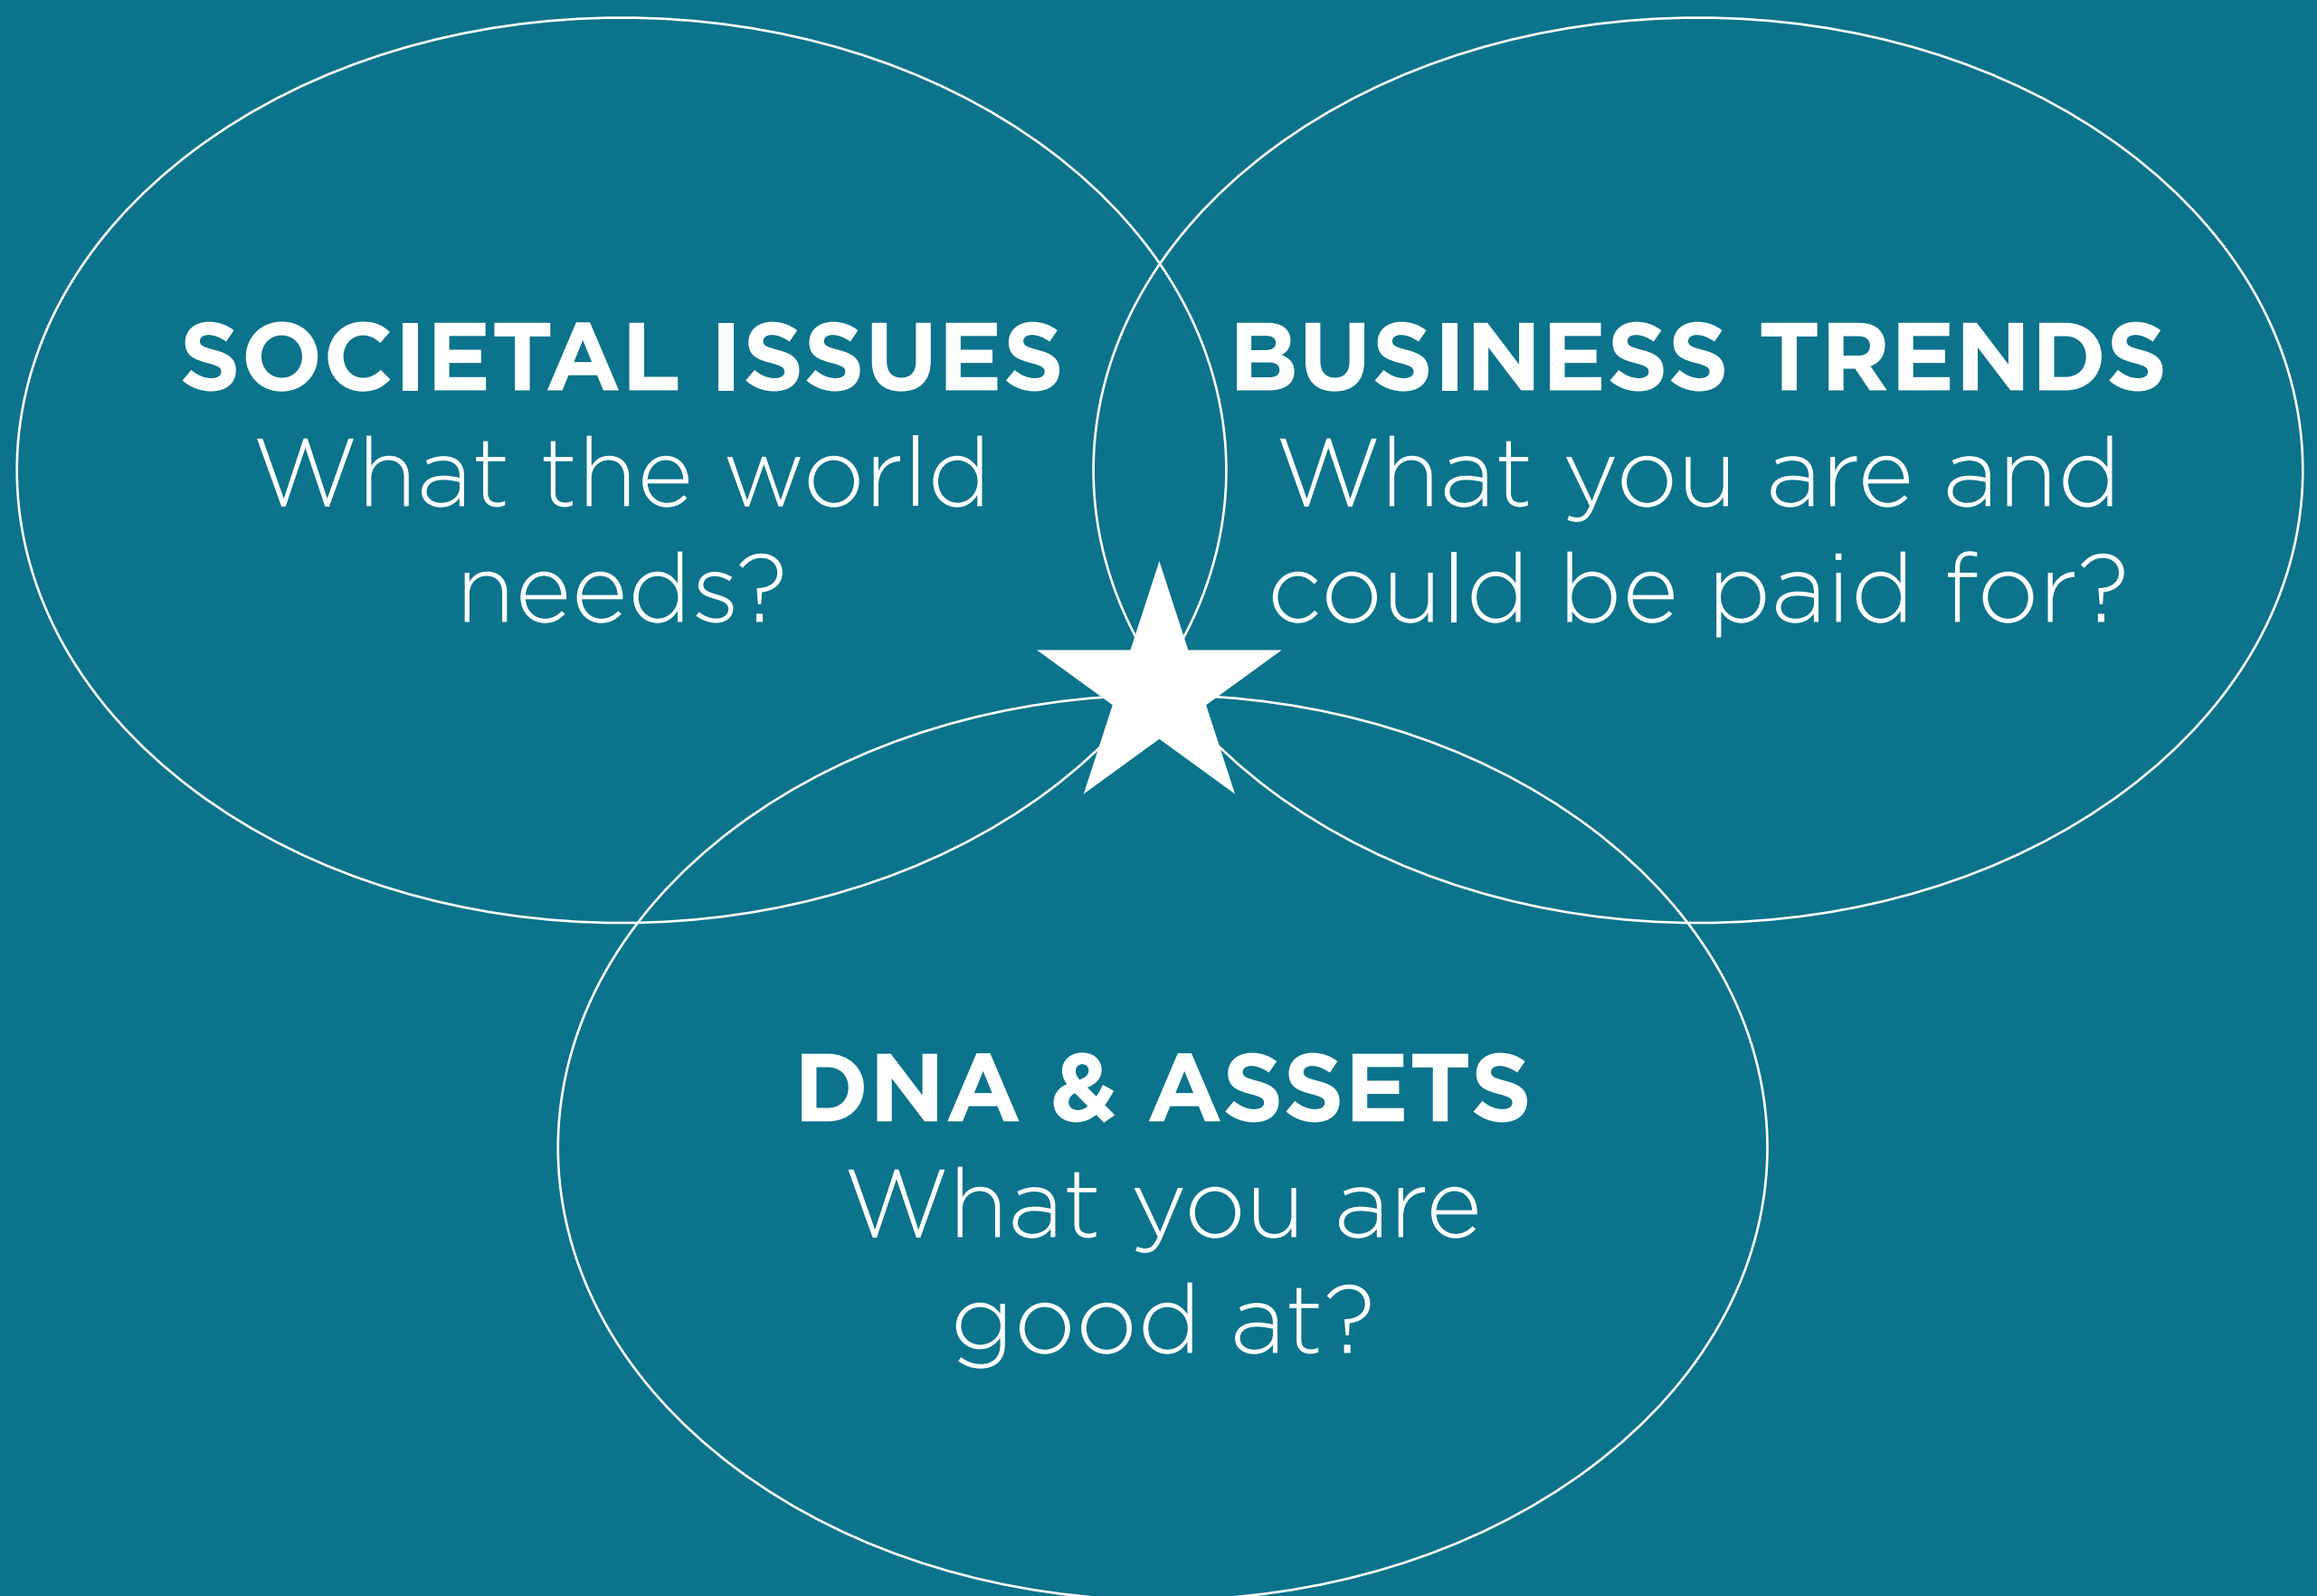 SOCIETAL ISSUES
What the world
needs?
BUSINESS TRENDS
What you are and
could be paid for?
DNA & ASSETS
What you are
good at?